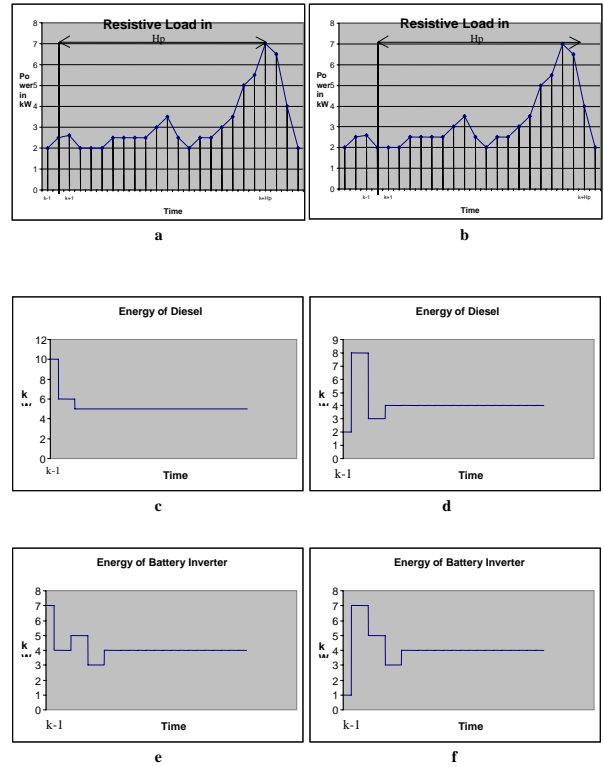 Resistive Load in
Hp
8
7
6
5
4
3
2
1
0
Po
wer
in
kW
k-1
k+1
k+Hp
Time
a
Resistive Load in
Hp
8
7
6
5
4
3
2
1
0
Po
wer
in
kW
k-1
k+1
k+Hp
Time
b
Energy of Diesel
12
10
8
6
4
2
0
k
k-1
Time
c
Energy of Diesel
9
8
7
6
5
4
3
2
1
0
k
W
k-1
Time
d
Energy of Battery Inverter
8
7
6
5
4
3
2
1
0
k
k-1
Time
e
Energy of Battery Inverter
8
7
6
5
4
3
2
1
0
k
W
k-1
Time
f